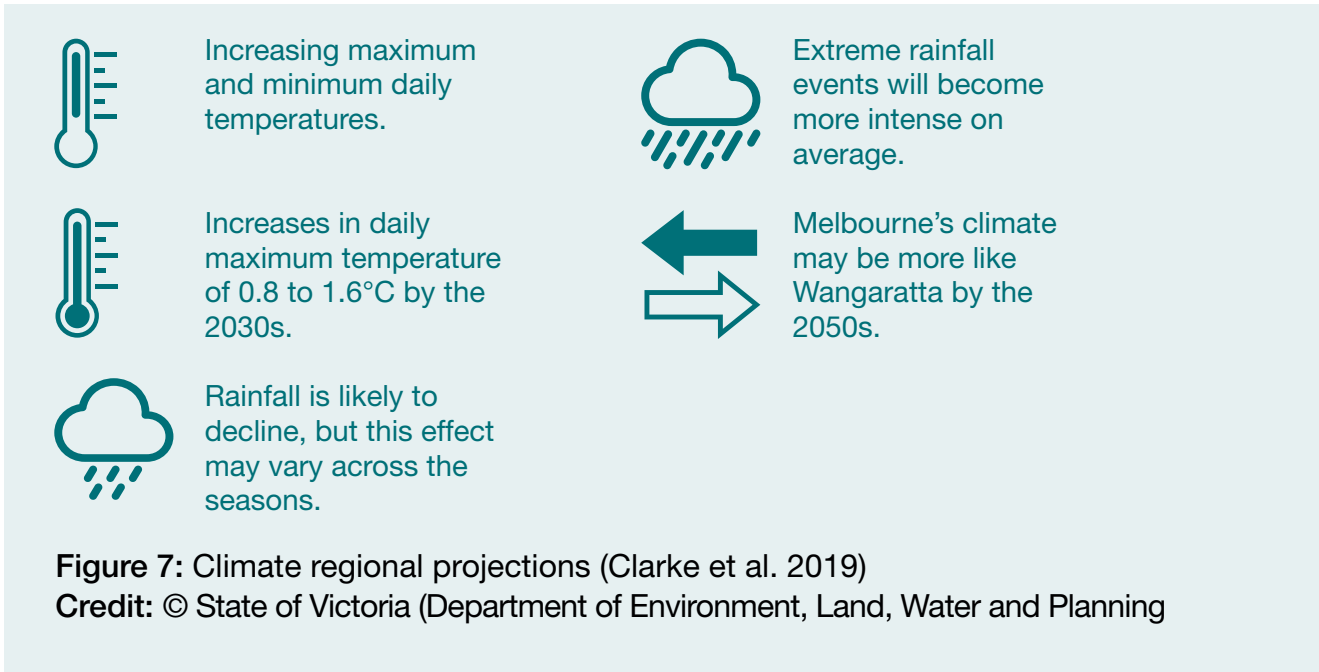 Increasing maximum
and minimum daily
temperatures.
Increases in daily
maximum temperature
of 0.8 to 1.6°C by the
2030s.
Rainfall is likely to
decline, but this effect
may vary across the
seasons.
Extreme rainfall
events will become
more intense on
average.
Melbourne’s climate
may be more like
Wangaratta by the
2050s.
Figure 7: Climate regional projections (Clarke et al. 2019)
Credit: © State of Victoria (Department of Environment, Land, Water and Planning